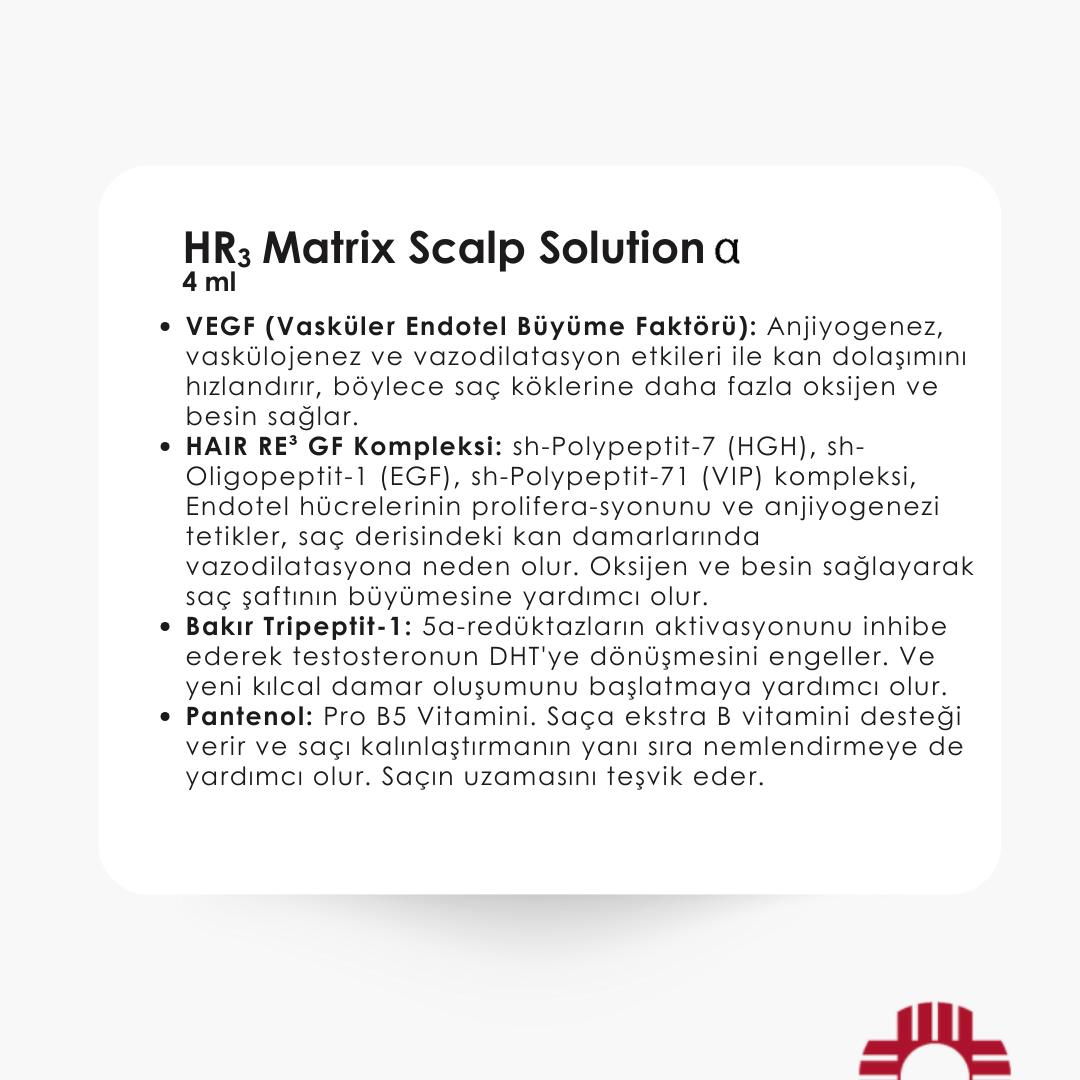 HR₃ Matrix Scalp Solution α
4 ml
• VEGF (Vasküler Endotel Büyüme Faktörü): Anjiyogenez,
vaskülojenez ve vazodilatasyon etkileri ile kan dolaşımını
hızlandırır, böylece saç köklerine daha fazla oksijen ve
besin sağlar.
• HAIR RE³ GF Kompleksi: sh-Polypeptit-7 (HGH), sh-
Oligopeptit-1 (EGF), sh-Polypeptit-71 (VIP) kompleksi,
Endotel hücrelerinin prolifera-syonunu ve anjiyogenezi
tetikler, saç derisindeki kan damarlarında
vazodilatasyona neden olur. Oksijen ve besin sağlayarak
saç şaftının büyümesine yardımcı olur.
• Bakır Tripeptit-1: 5a-redüktazların aktivasyonunu inhibe
ederek testosteronun DHT'ye dönüşmesini engeller. Ve
yeni kılcal damar oluşumunu başlatmaya yardımcı olur.
• Pantenol: Pro B5 Vitamini. Saça ekstra B vitamini desteği
verir ve saçı kalınlaştırmanın yanı sıra nemlendirmeye de
yardımcı olur. Saçın uzamasını teşvik eder.